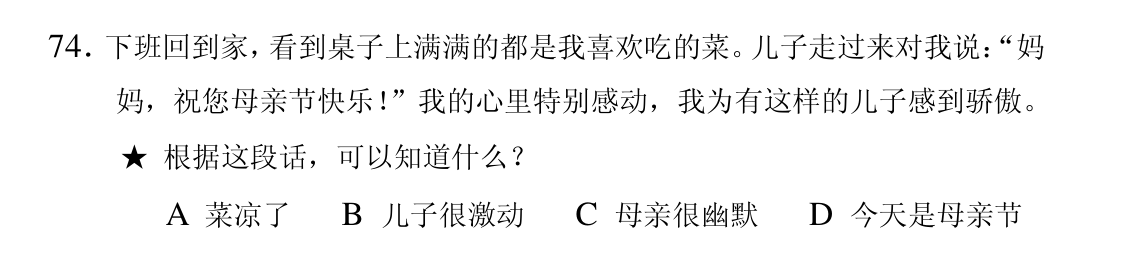 74. 下班回到家，看到桌子上满满的都是我喜欢吃的菜。儿子走过来对我说：“妈
妈，祝您母亲节快乐！”我的心里特别感动，我为有这样的儿子感到骄傲。
★ 根据这段话，可以知道什么？
A 菜凉了 B 儿子很激动 C 母亲很幽默 D 今天是母亲节